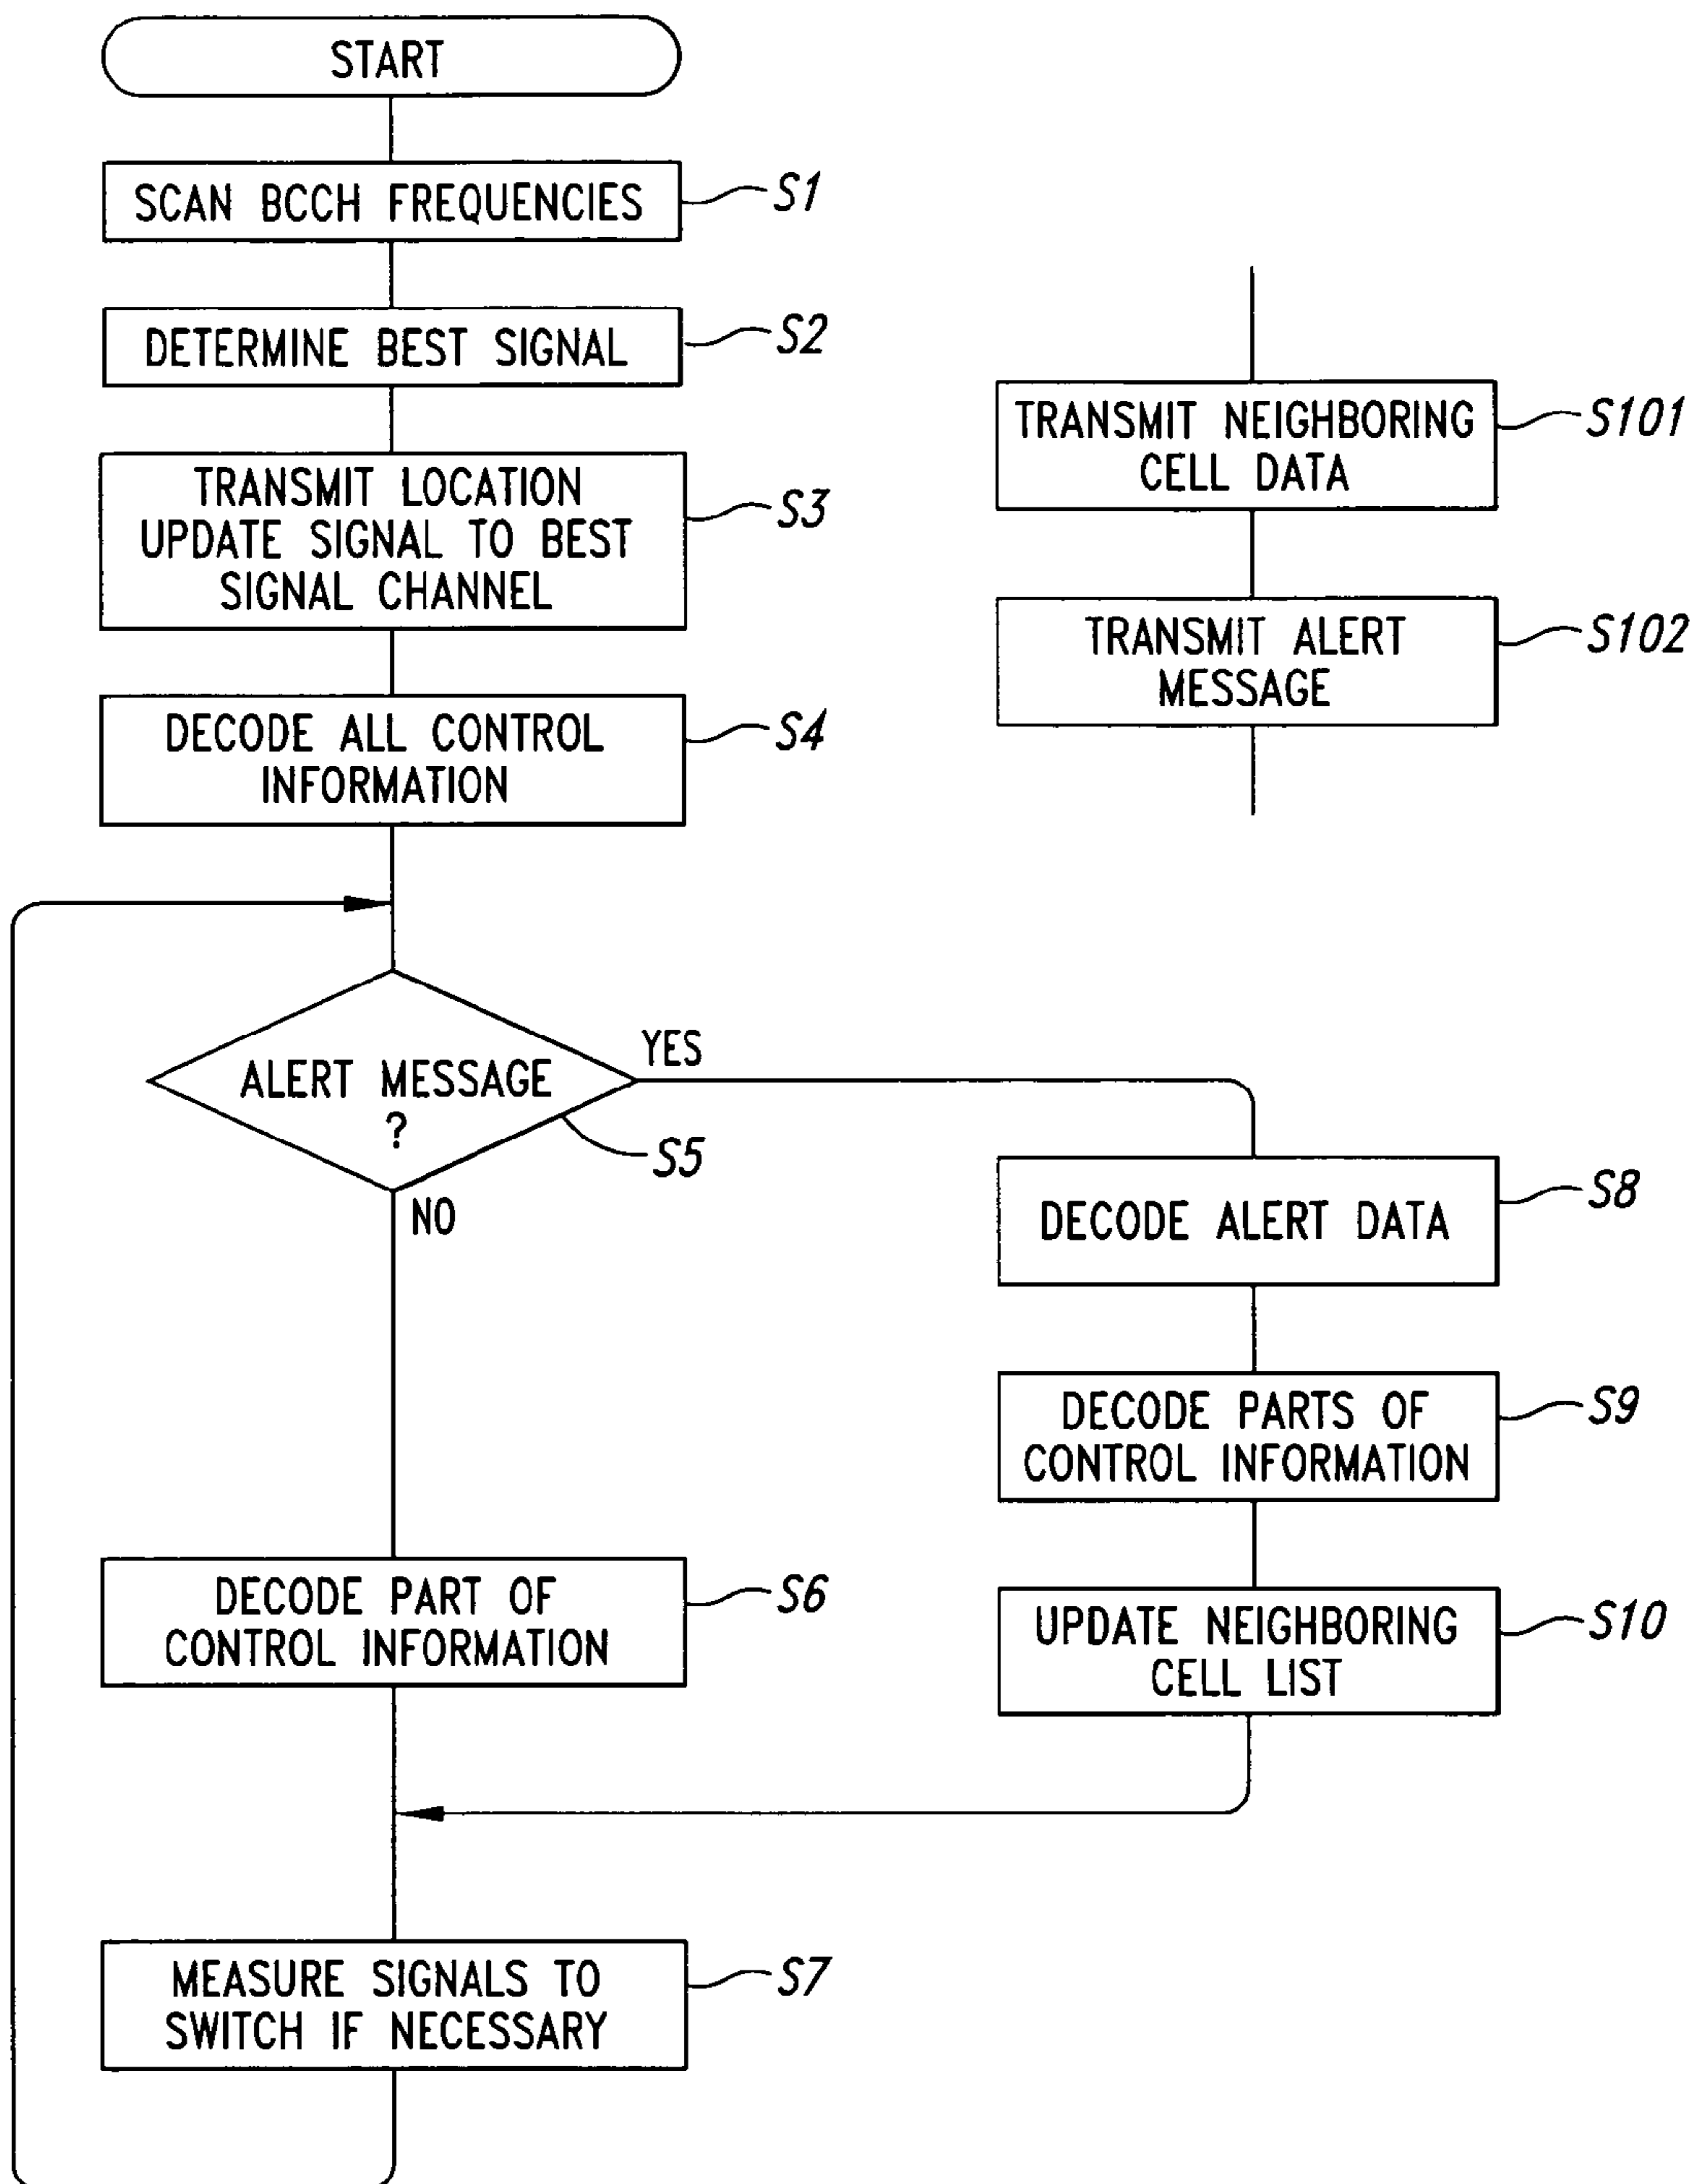 START
SCAN BCCH FREQUENCIES
S1
DETERMINE BEST SIGNAL
S2
TRANSMIT LOCATION
UPDATE SIGNAL TO BEST
SIGNAL CHANNEL
S3
DECODE ALL CONTROL
INFORMATION
S4
TRANSMIT NEIGHBORING
CELL DATA
S101
TRANSMIT ALERT
MESSAGE
S102
ALERT MESSAGE
?
S5
YES
NO
DECODE ALERT DATA
S8
DECODE PARTS OF
CONTROL INFORMATION
S9
UPDATE NEIGHBORING
CELL LIST
S10
DECODE PART OF
CONTROL INFORMATION
S6
MEASURE SIGNALS TO
SWITCH IF NECESSARY
S7